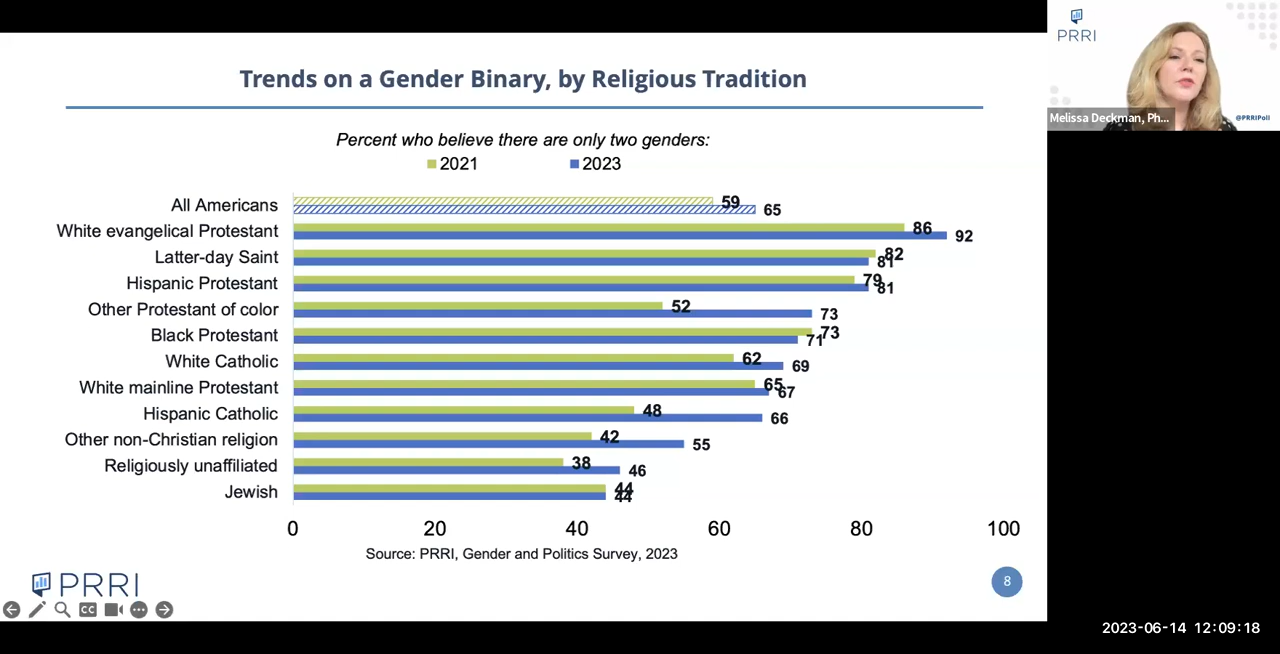 Trends on a Gender Binary, by Religious Tradition
Percent who believe there are only two genders:
2021 2023
All Americans 59 65
White evangelical Protestant 86 92
Latter-day Saint 82 81
Hispanic Protestant 79 81
Other Protestant of color 52 73
Black Protestant 73 71
White Catholic 62 69
White mainline Protestant 65 67
Hispanic Catholic 48 66
Other non-Christian religion 42 55
Religiously unaffiliated 38 46
Jewish 44 44
0 20 40 60 80 100
Source: PRRI, Gender and Politics Survey, 2023
PRRI
8
CC
PRRI
Melissa Deckman, Ph...
@PRRIPoll
2023-06-14 12:09:18